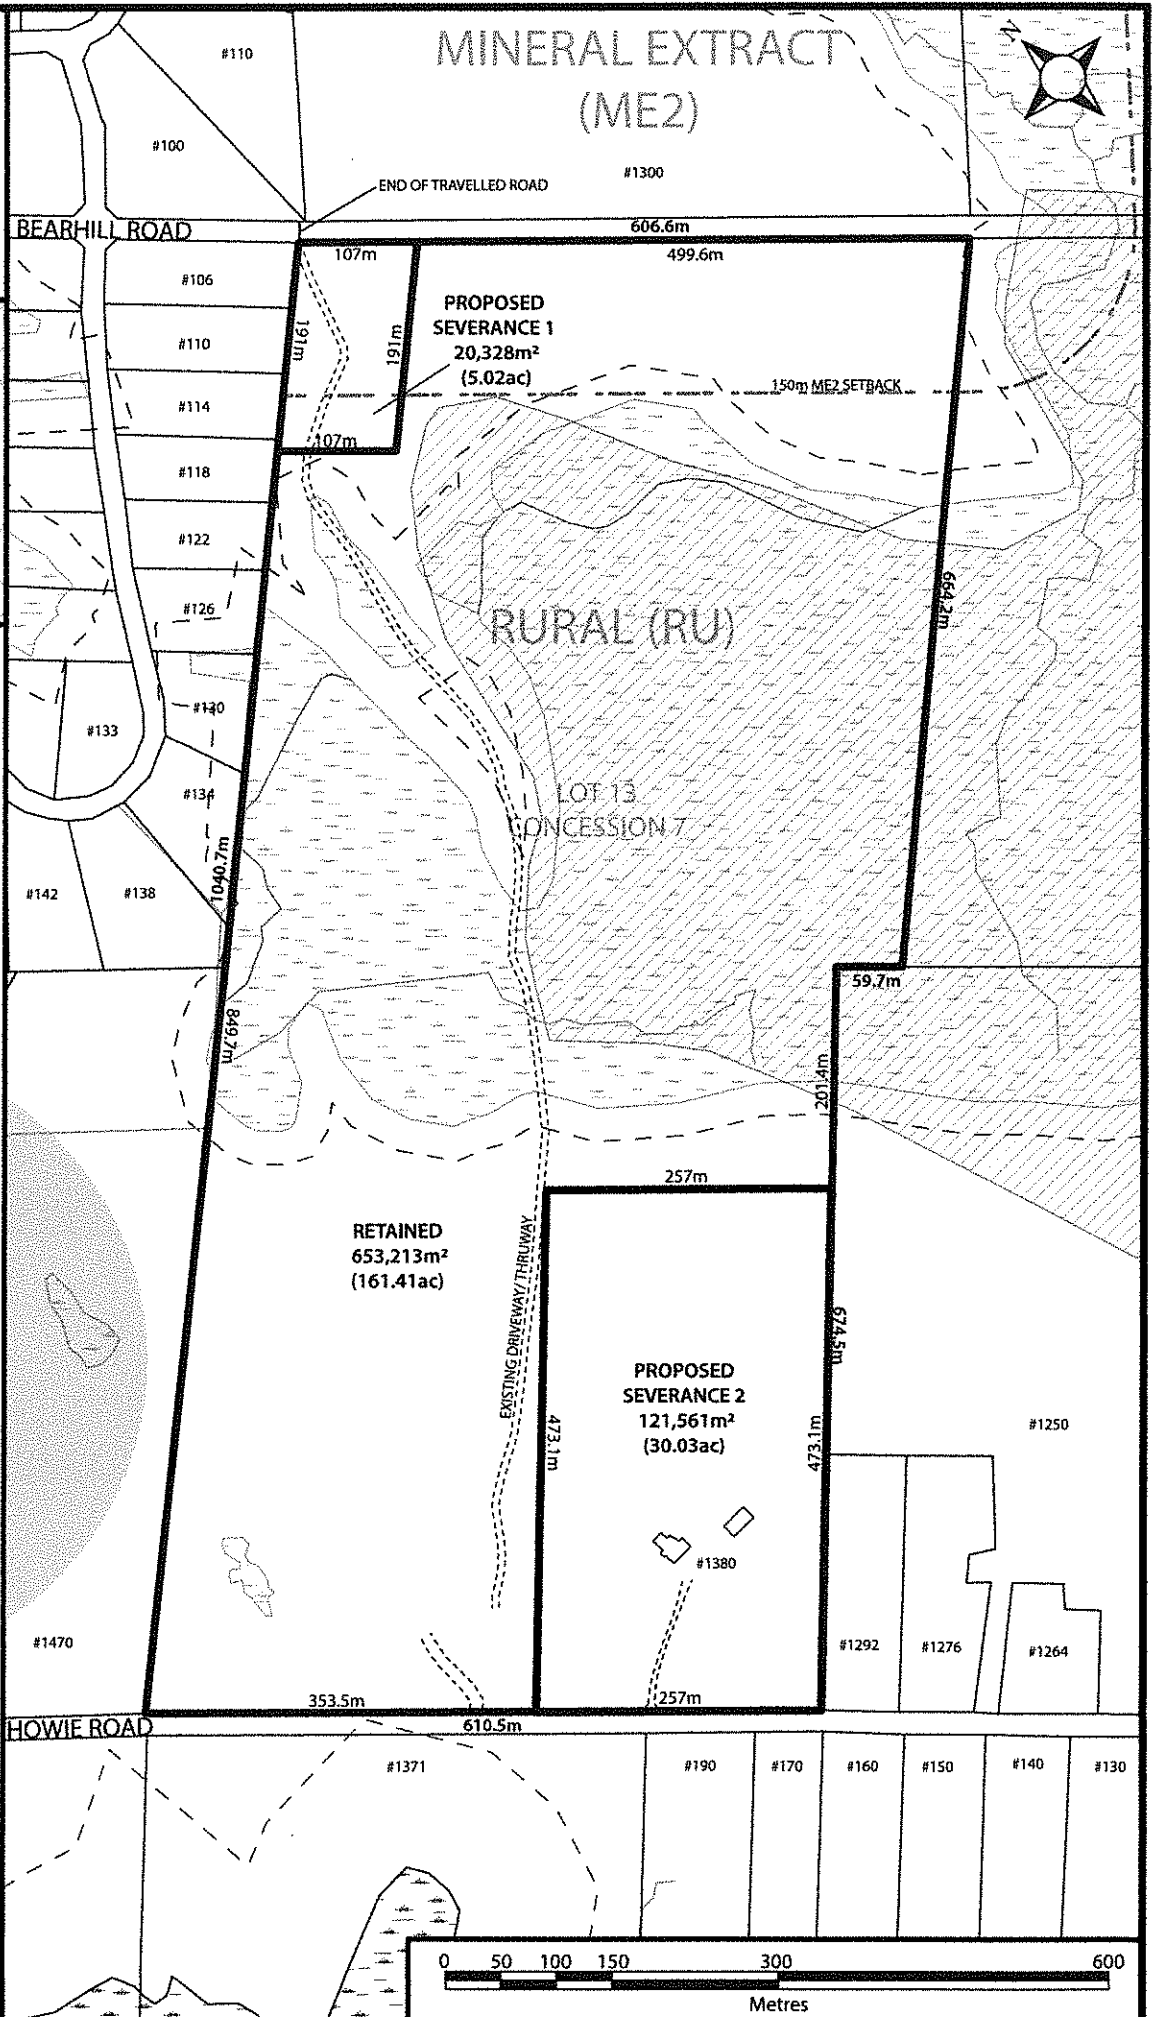 MINERAL EXTRACT
(ME2)
N
#110
#100
#1300
END OF TRAVELLED ROAD
BEARHILL ROAD
606.6m
107m
499.6m
#106
PROPOSED
SEVERANCE 1
20,328m²
(5.02ac)
191m
191m
#110
150m ME2 SETBACK
#114
107m
#118
#122
#126
664.2m
RURAL (RU)
#130
#133
#134
LOT 13
CONCESSION 7
1040.7m
#142
#138
59.7m
849.7m
201.4m
257m
RETAINED
653,213m²
(161.41ac)
EXISTING DRIVEWAY/THRUWAY
674.5m
PROPOSED
SEVERANCE 2
121,561m²
(30.03ac)
473.1m
473.1m
#1250
#1380
#1470
#1292
#1276
#1264
353.5m
257m
HOWIE ROAD
610.5m
#1371
#190
#170
#160
#150
#140
#130
0 50 100 150 300 600
Metres